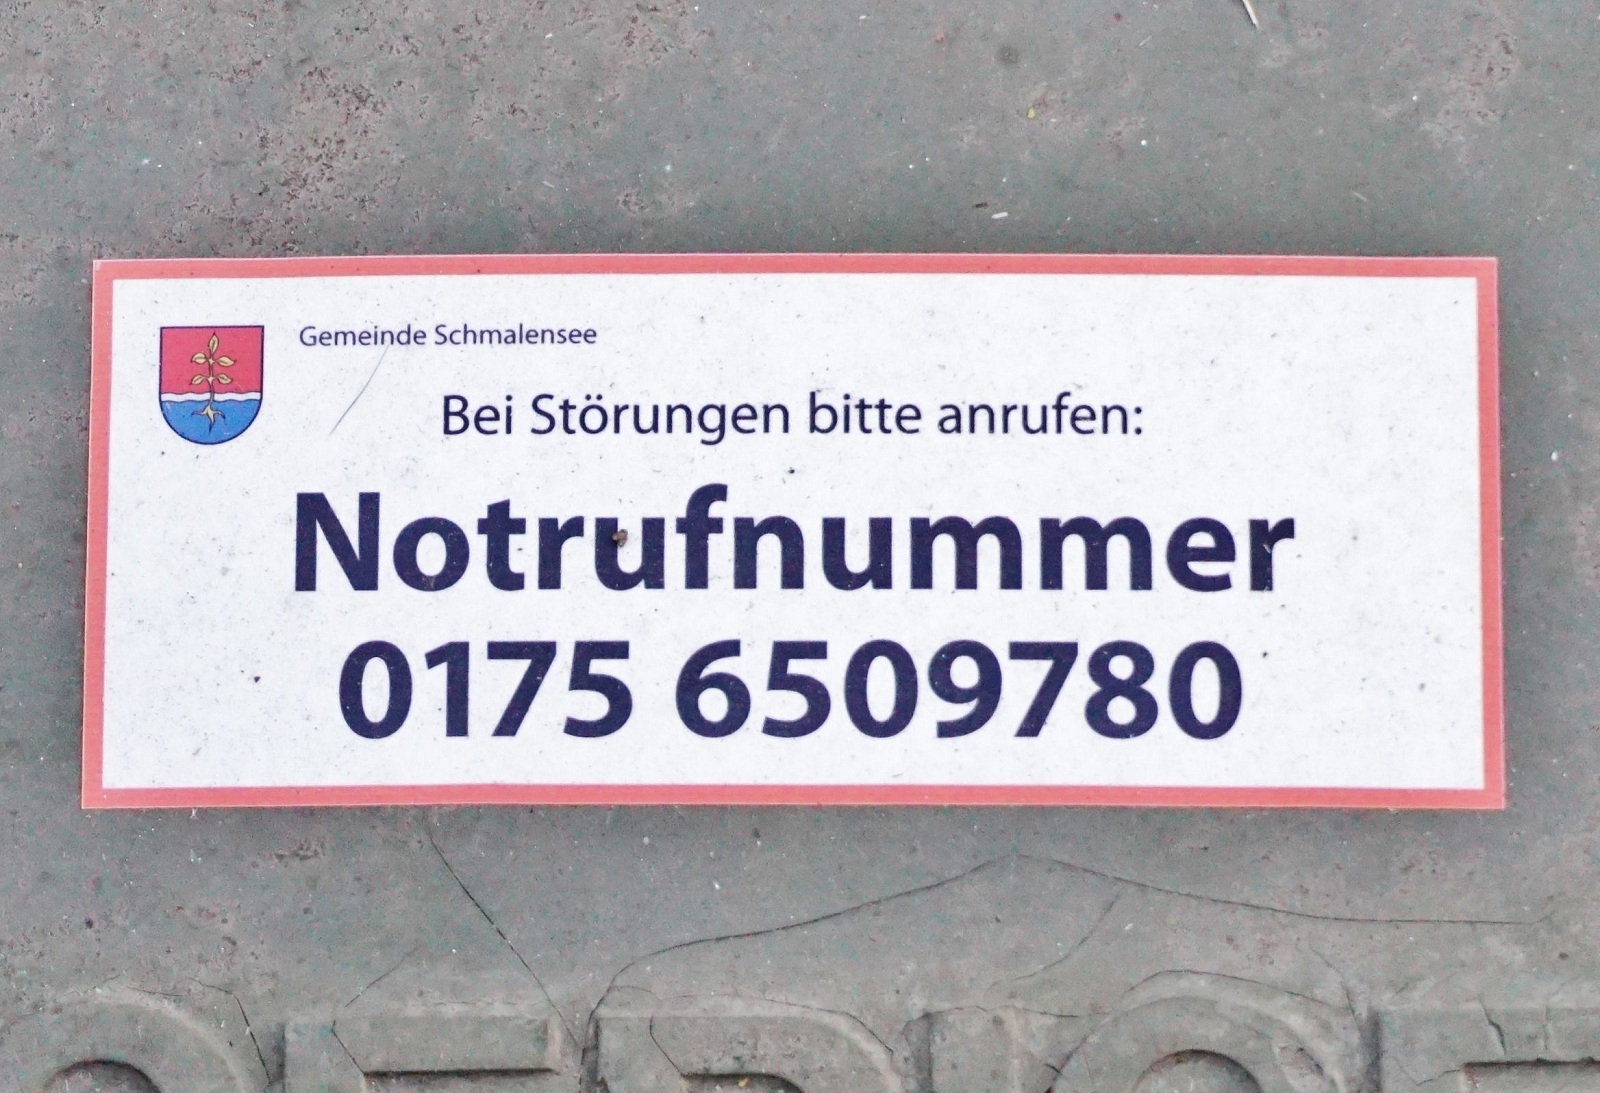 Gemeinde Schmalensee
Bei Störungen bitte anrufen:
Notrufnummer
0175 6509780